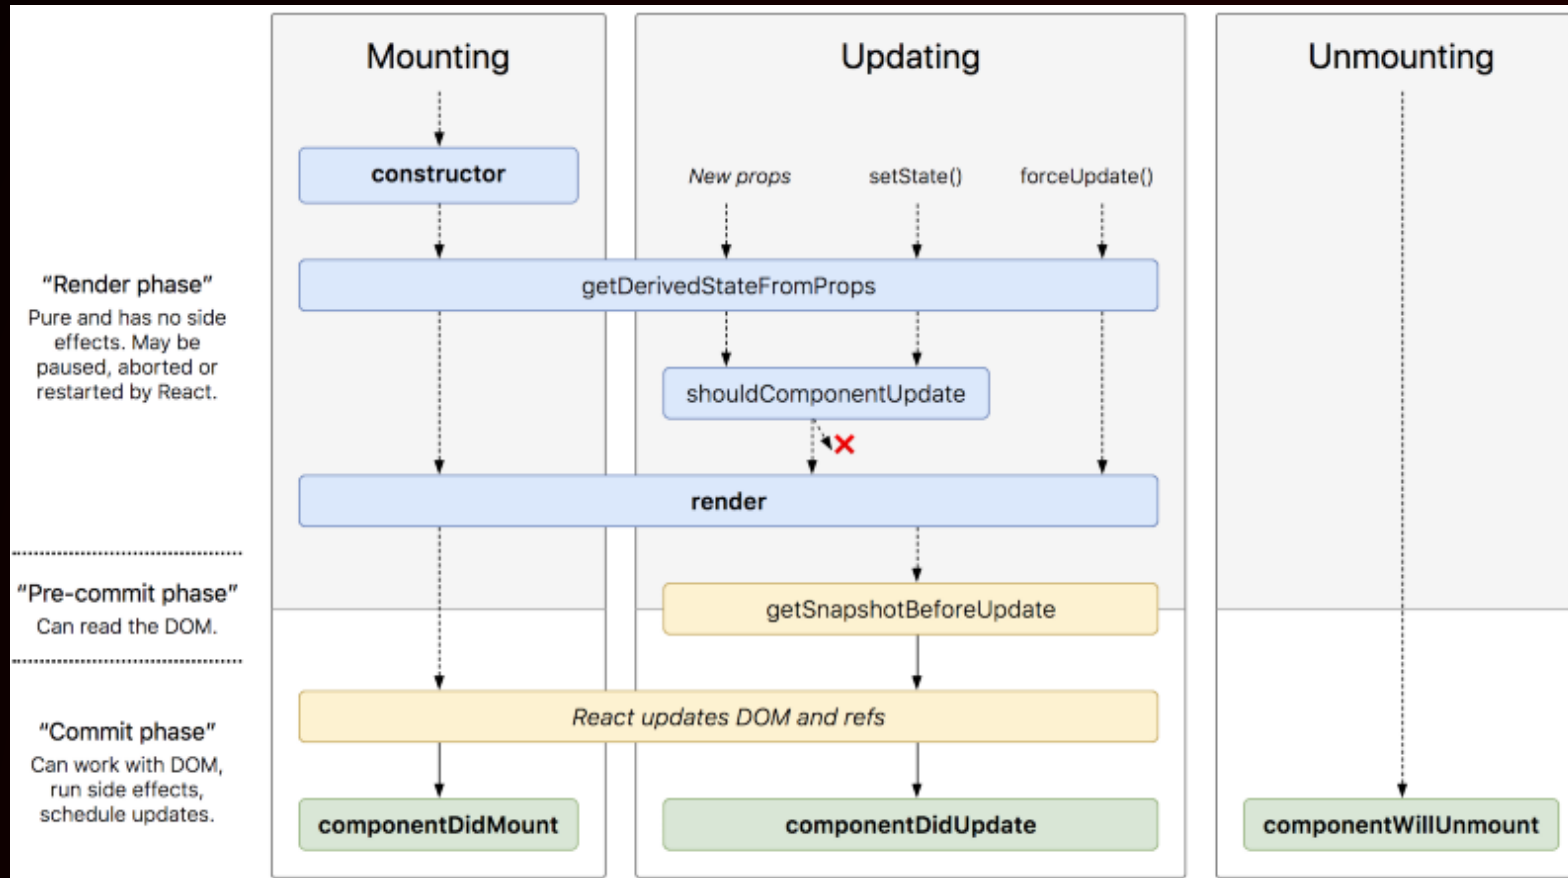 Mounting
Updating
Unmounting
constructor
New props
setState()
forceUpdate()
“Render phase”
Pure and has no side
effects. May be
paused, aborted or
restarted by React.
getDerivedStateFromProps
shouldComponentUpdate
render
“Pre-commit phase”
Can read the DOM.
getSnapshotBeforeUpdate
React updates DOM and refs
“Commit phase”
Can work with DOM,
run side effects,
schedule updates.
componentDidMount
componentDidUpdate
componentWillUnmount